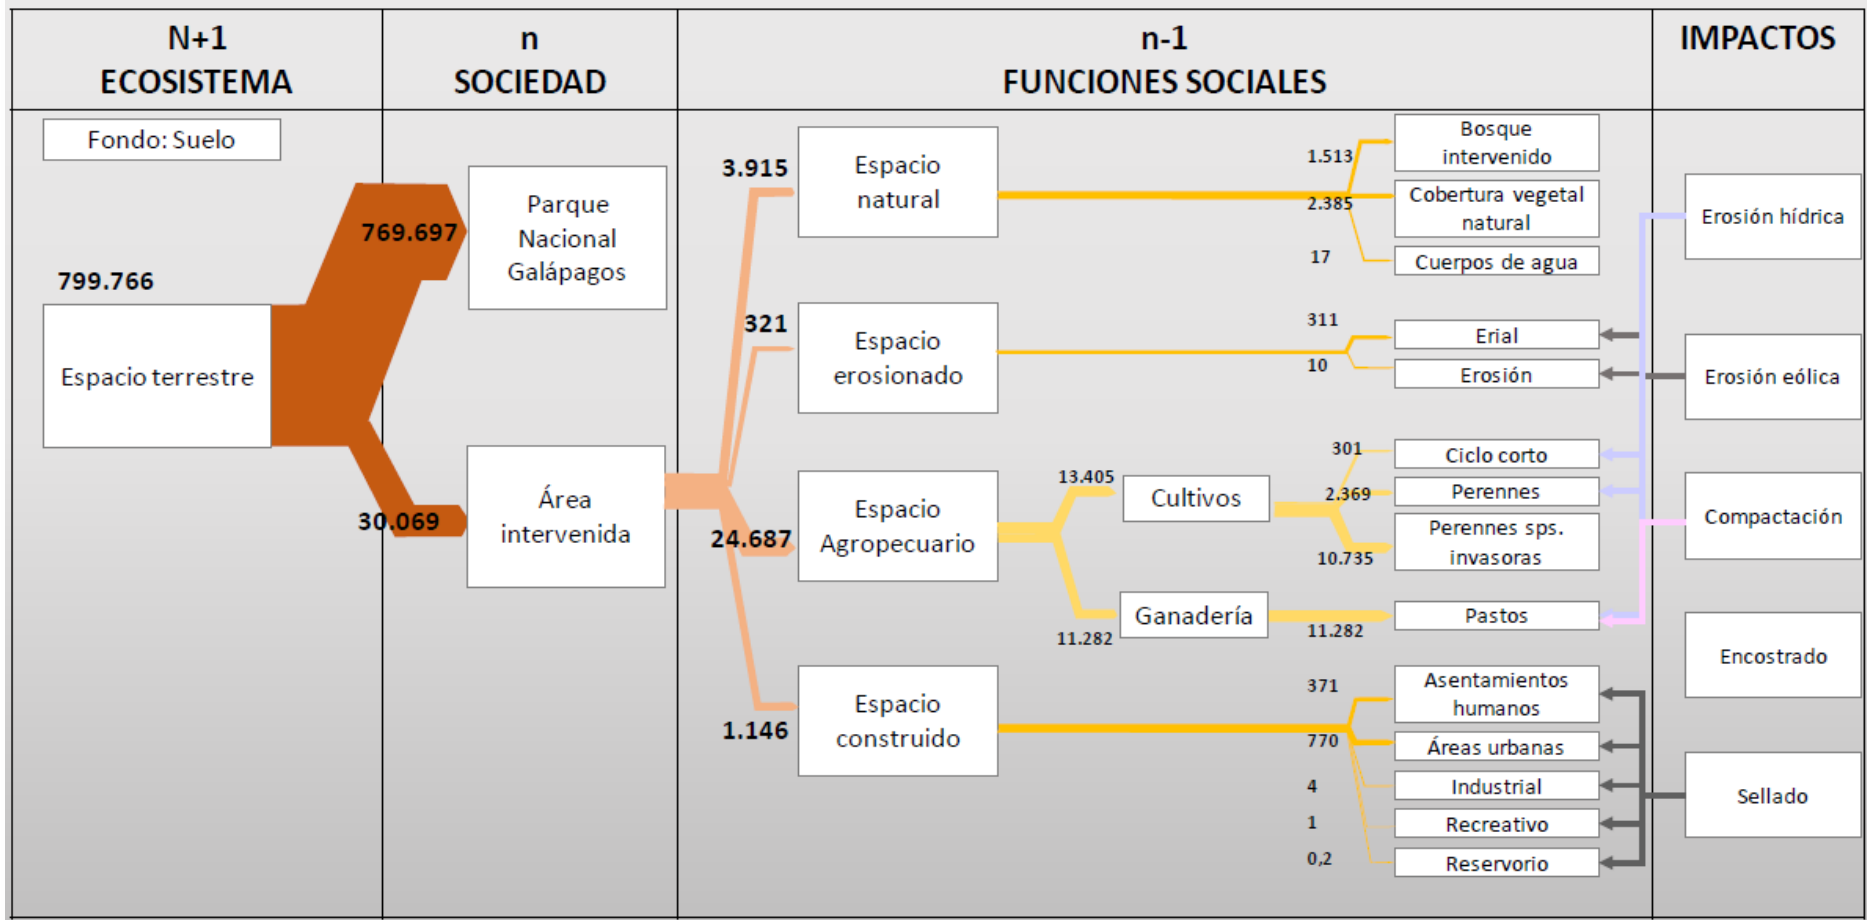 N+1
ECOSISTEMA
n
SOCIEDAD
n-1
FUNCIONES SOCIALES
IMPACTOS
Fondo: Suelo
799.766
Espacio terrestre
769.697
30.069
Parque
Nacional
Galápagos
Área
intervenida
3.915
321
24.687
1.146
Espacio
natural
Espacio
erosionado
Espacio
Agropecuario
Espacio
construido
13.405
Cultivos
11.282
Ganadería
1.513
2.385
17
311
10
301
2.369
10.735
11.282
371
770
4
1
0,2
Bosque
intervenido
Cobertura vegetal
natural
Cuerpos de agua
Erial
Erosión
Ciclo corto
Perennes
Perennes sps.
invasoras
Pastos
Asentamientos
humanos
Áreas urbanas
Industrial
Recreativo
Reservorio
Erosión hídrica
Erosión eólica
Compactación
Encostrado
Sellado